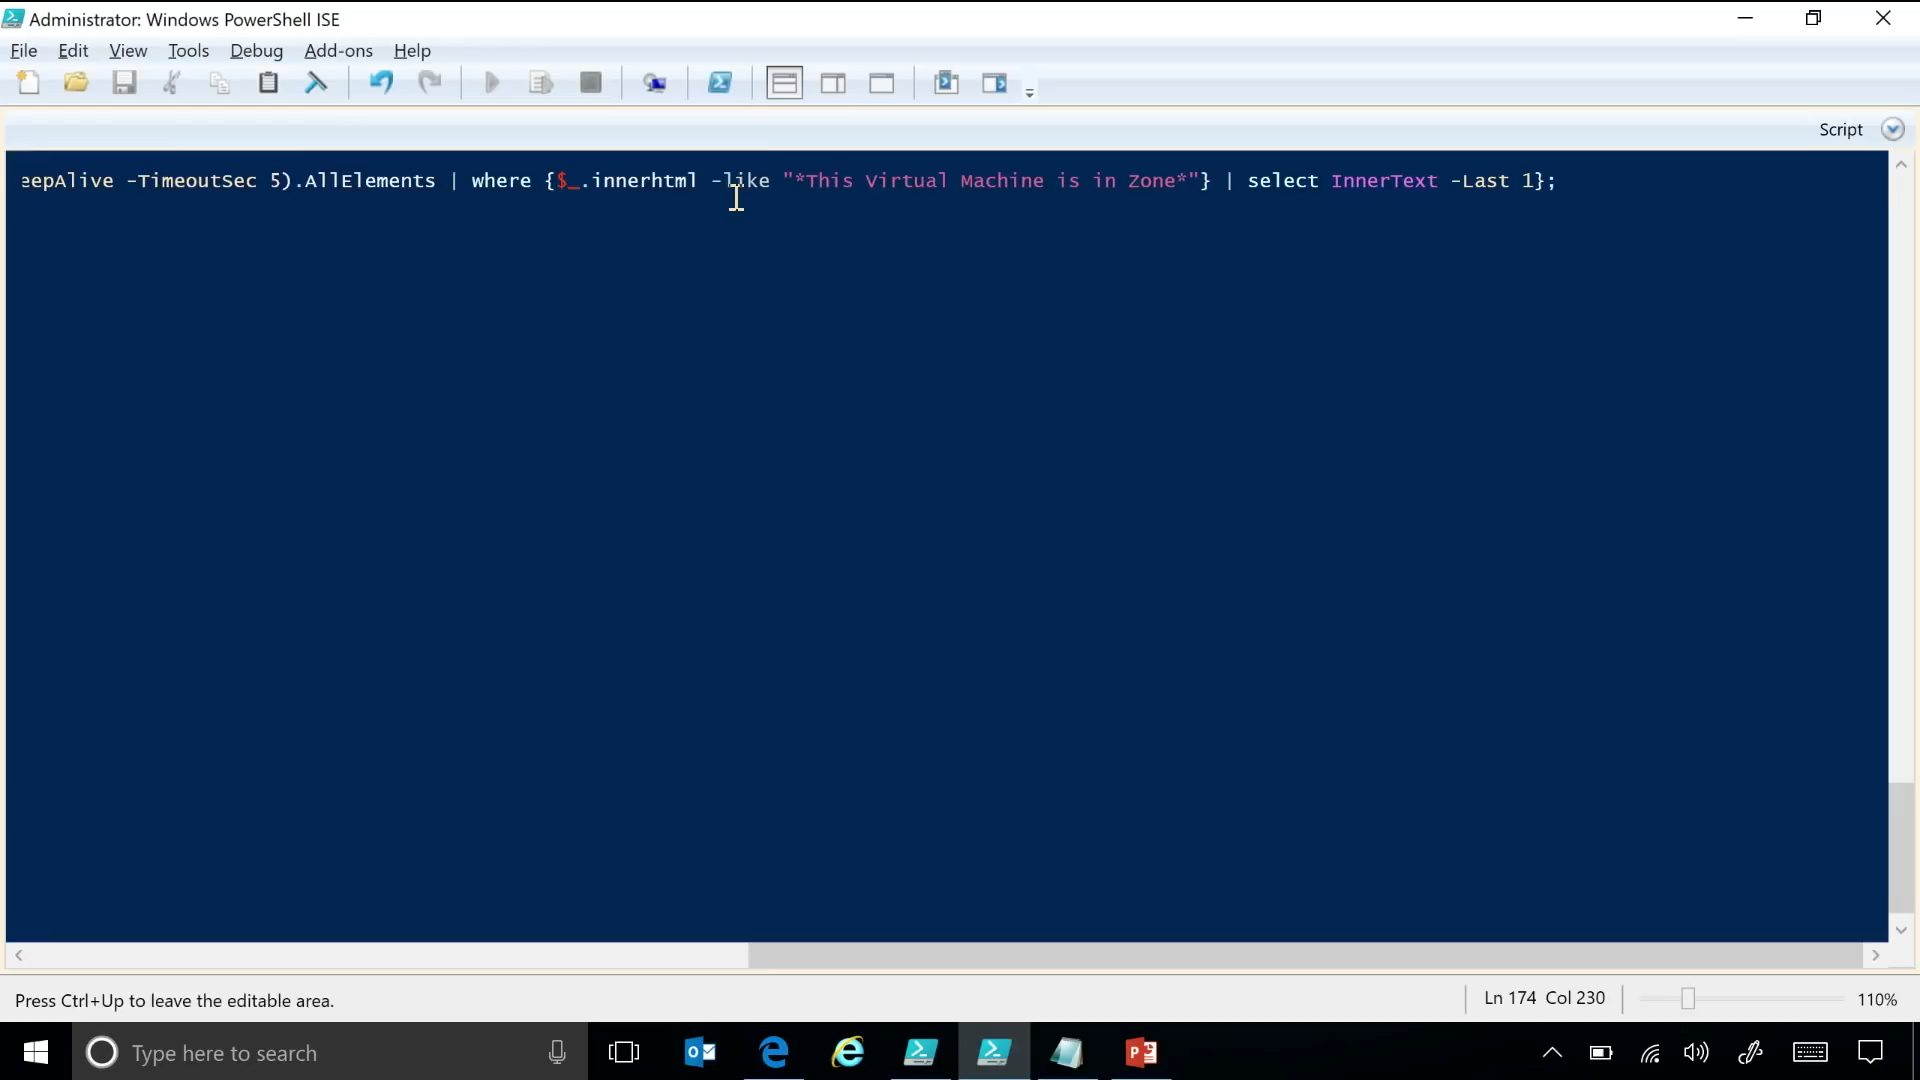 Administrator: Windows PowerShell ISE
File Edit View Tools Debug Add-ons Help
Script
eepAlive -TimeoutSec 5).AllElements | where {$_.innerhtml -like "*This Virtual Machine is in Zone*"} | select InnerText -Last 1};
Press Ctrl+Up to leave the editable area.
Ln 174 Col 230
110%
Type here to search